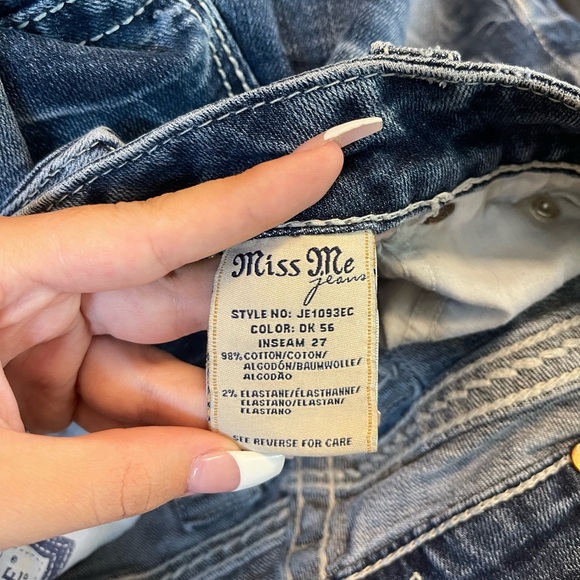 Miss Me
jeans
STYLE NO: JE1093EC
COLOR: DK 56
INSEAM 27
98% COTTON/COTON/
ALGODÓN/BAUMWOLLE/
ALGODÃO
2% ELASTANE/ÉLASTHANNE/
ELASTANO/ELASTAN/
ELASTANO
SEE REVERSE FOR CARE